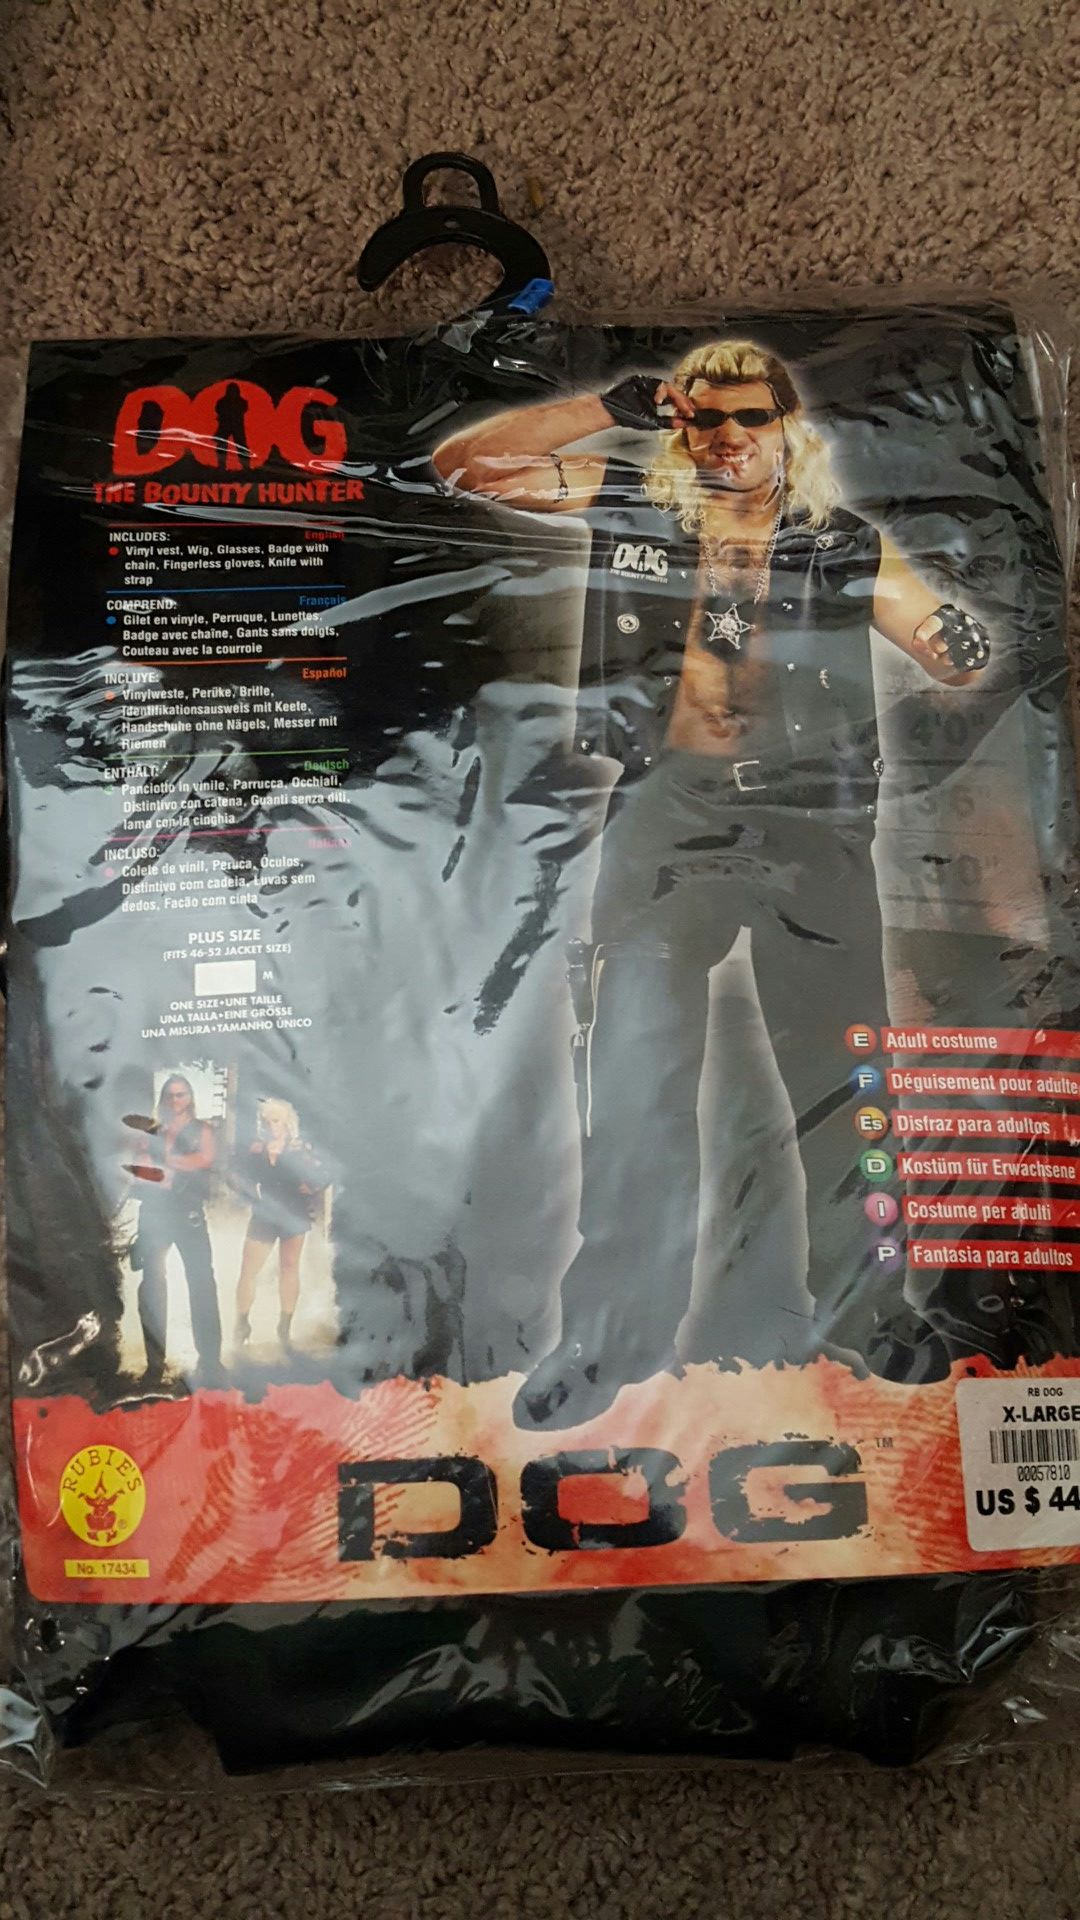 DOG
THE BOUNTY HUNTER
INCLUDES:
English
Vinyl vest, Wig, Glasses, Badge with
chain, Fingerless gloves, Knife with
strap
COMPREND:
Français
Gilet en vinyle, Perruque, Lunettes,
Badge avec chaîne, Gants sans doigts,
Couteau avec la courroie
INCLUYE:
Español
Vinylweste, Perüke, Brille,
Identifikationsausweis mit Keete,
Handschuhe ohne Nägels, Messer mit
Riemen
ENTHÄLT:
Deutsch
Panciotto in vinile, Parrucca, Occhiali,
Distintivo con catena, Guanti senza diti,
lama con la cinghia
INCLUSO:
Italiano
Colete de vinil, Peruca, Óculos,
Distintivo com cadeia, Luvas sem
dedos, Facão com cinta
PLUS SIZE
(FITS 46-52 JACKET SIZE)
M
ONE SIZE•UNE TAILLE
UNA TALLA•EINE GRÖSSE
UNA MISURA•TAMANHO ÚNICO
DOG
THE BOUNTY HUNTER
E Adult costume
F Déguisement pour adulte
Es Disfraz para adultos
D Kostüm für Erwachsene
I Costume per adulti
P Fantasia para adultos
RUBIE'S
®
No. 17434
DOG™
RB DOG
X-LARGE
00057810
US $ 44